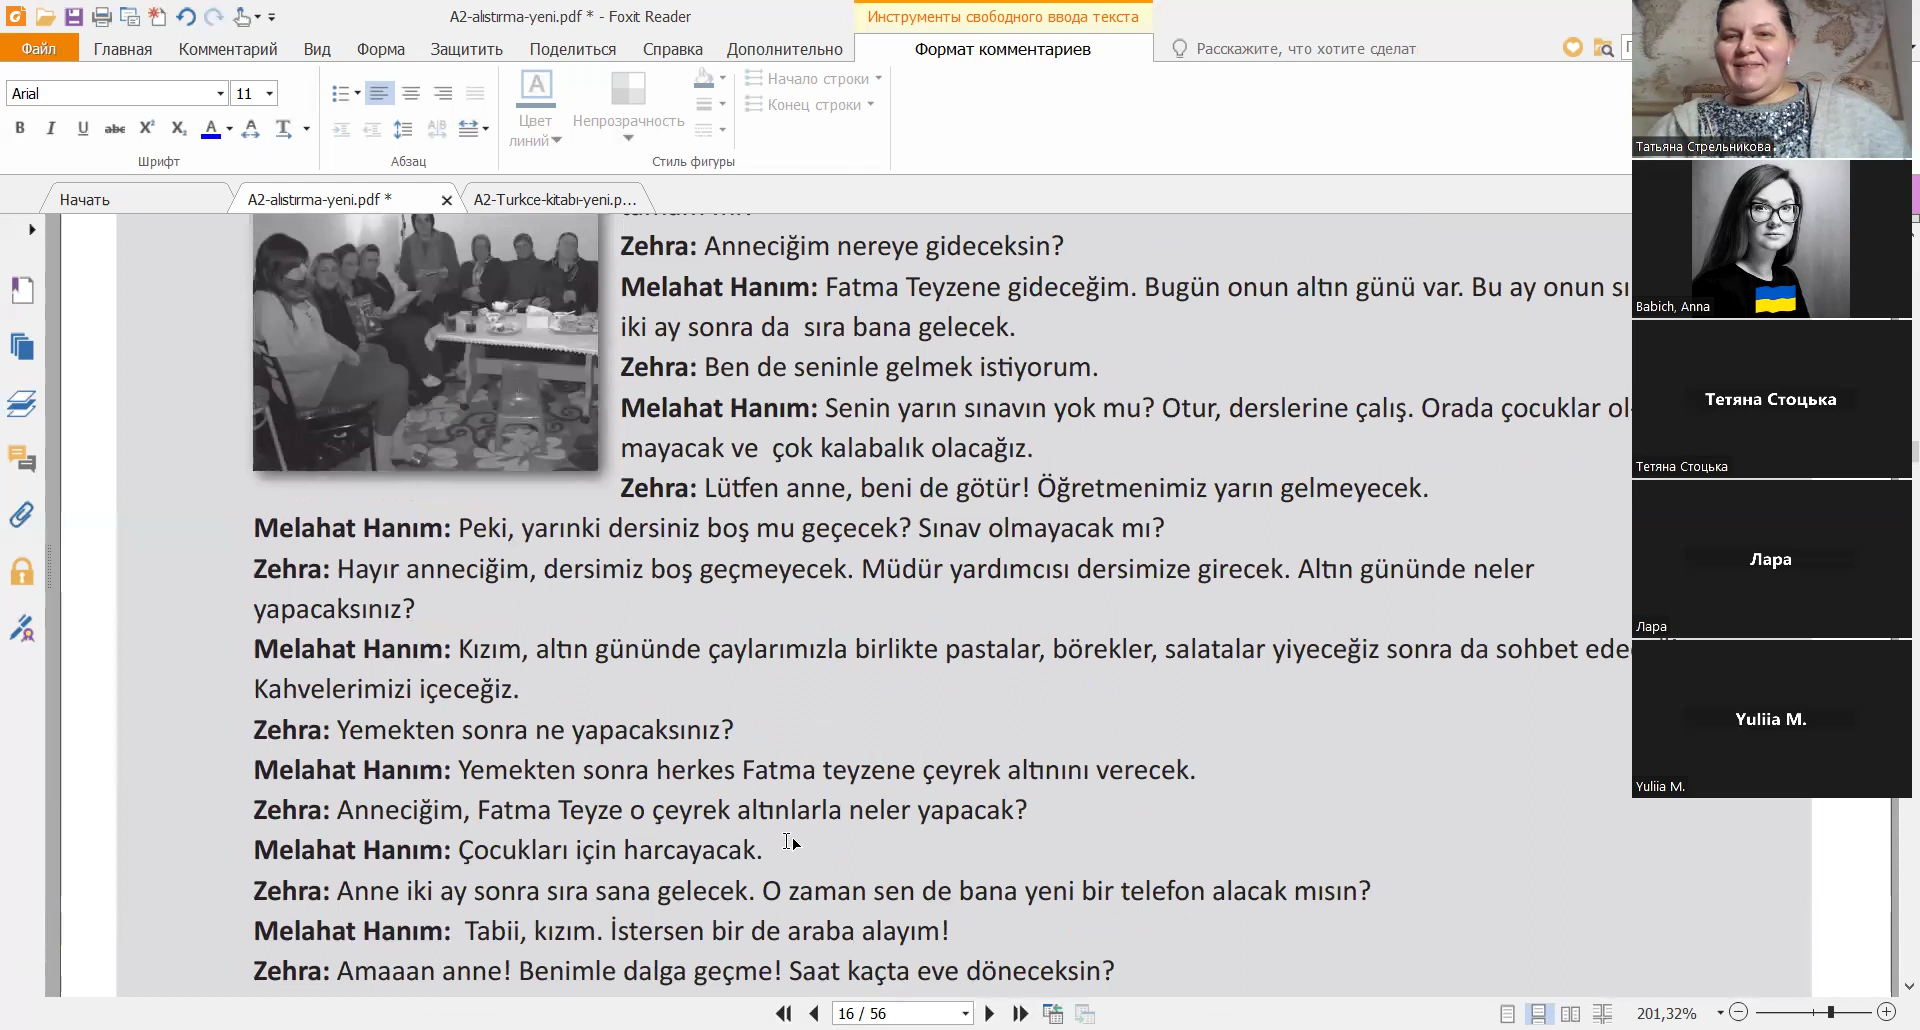 A2-alıstırma-yeni.pdf * - Foxit Reader
Инструменты свободного ввода текста
Файл
Главная
Комментарий
Вид
Форма
Защитить
Поделиться
Справка
Дополнительно
Формат комментариев
Расскажите, что хотите сделат
Arial
11
Шрифт
Абзац
Цвет линий
Непрозрачность
Начало строки
Конец строки
Стиль фигуры
Начать
A2-alıstırma-yeni.pdf *
A2-Turkce-kitabı-yeni.p...
Zehra: Anneciğim nereye gideceksin?
Melahat Hanım: Fatma Teyzene gideceğim. Bugün onun altın günü var. Bu ay onun
iki ay sonra da sıra bana gelecek.
Zehra: Ben de seninle gelmek istiyorum.
Melahat Hanım: Senin yarın sınavın yok mu? Otur, derslerine çalış. Orada çocuklar ol-
mayacak ve çok kalabalık olacağız.
Zehra: Lütfen anne, beni de götür! Öğretmenimiz yarın gelmeyecek.
Melahat Hanım: Peki, yarınki dersiniz boş mu geçecek? Sınav olmayacak mı?
Zehra: Hayır anneciğim, dersimiz boş geçmeyecek. Müdür yardımcısı dersimize girecek. Altın gününde neler
yapacaksınız?
Melahat Hanım: Kızım, altın gününde çaylarımızla birlikte pastalar, börekler, salatalar yiyeceğiz sonra da sohbet
Kahvelerimizi içeceğiz.
Zehra: Yemekten sonra ne yapacaksınız?
Melahat Hanım: Yemekten sonra herkes Fatma teyzene çeyrek altınını verecek.
Zehra: Anneciğim, Fatma Teyze o çeyrek altınlarla neler yapacak?
Melahat Hanım: Çocukları için harcayacak.
Zehra: Anne iki ay sonra sıra sana gelecek. O zaman sen de bana yeni bir telefon alacak mısın?
Melahat Hanım: Tabii, kızım. İstersen bir de araba alayım!
Zehra: Amaaan anne! Benimle dalga geçme! Saat kaçta eve döneceksin?
Татьяна Стрельникова
Babich, Anna
Тетяна Стоцька
Тетяна Стоцька
Лара
Лара
Yuliia M.
Yuliia M.
16 / 56
201,32%